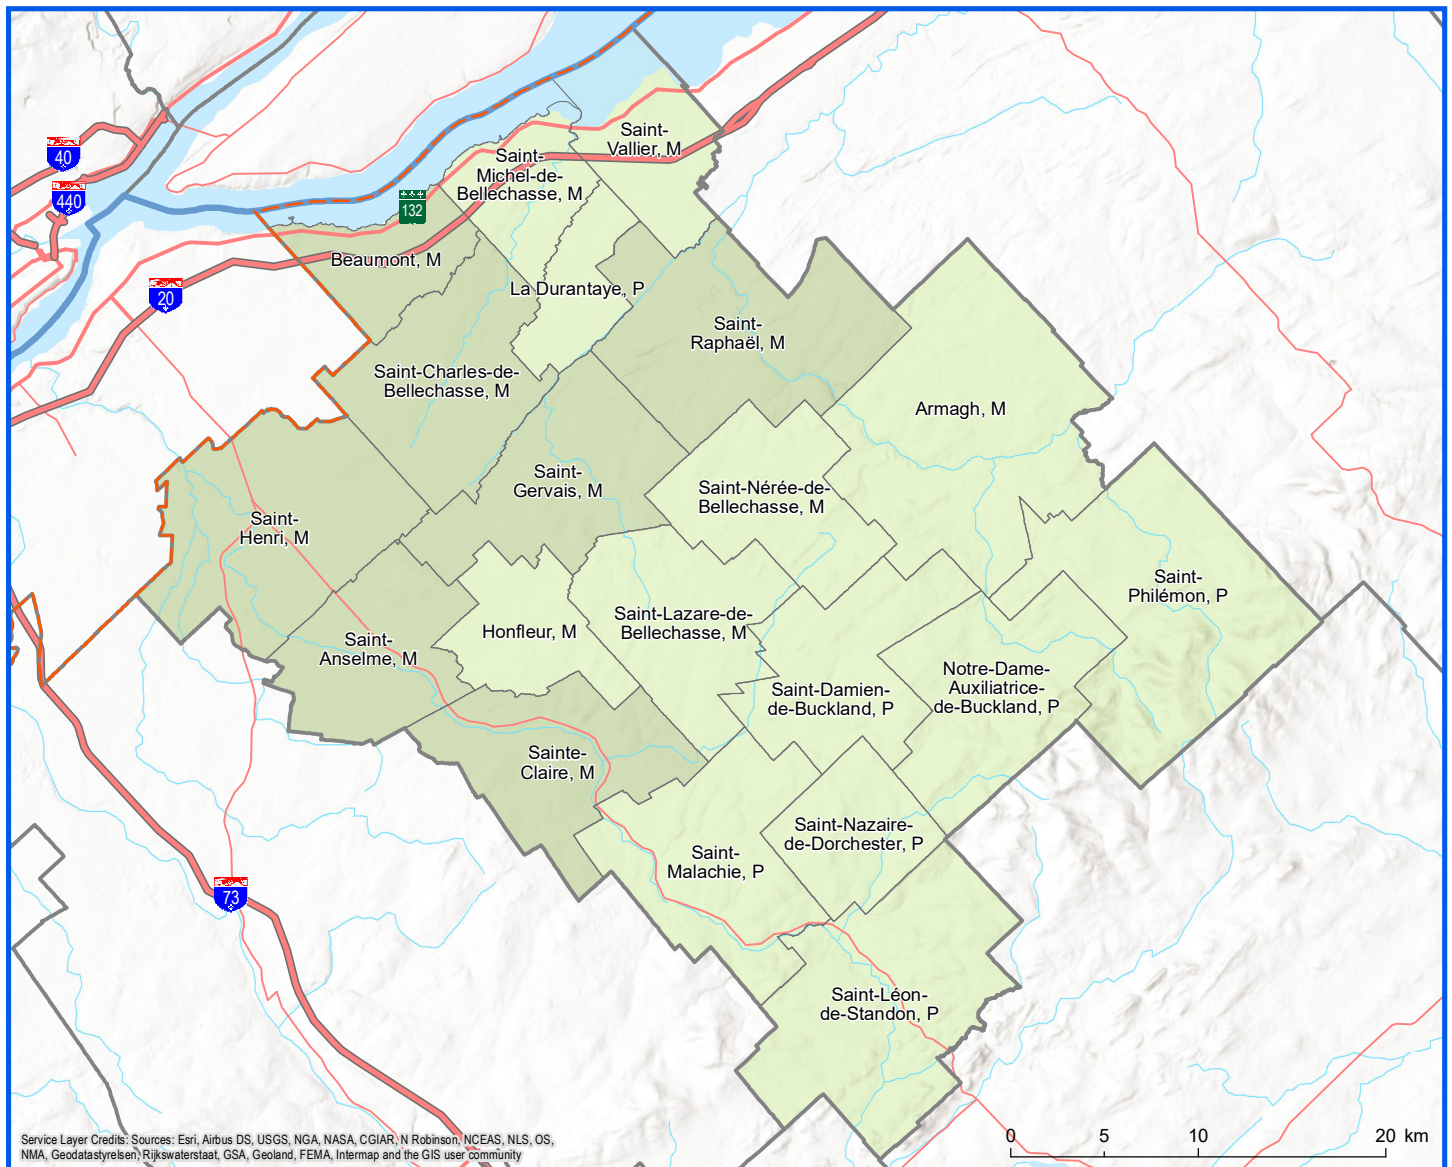 40
440
132
20
73
Saint-
Vallier, M
Saint-
Michel-de-
Bellechasse, M
Beaumont, M
La Durantaye, P
Saint-
Raphaël, M
Saint-Charles-de-
Bellechasse, M
Armagh, M
Saint-
Gervais, M
Saint-Nérée-de-
Bellechasse, M
Saint-
Henri, M
Saint-
Philémon, P
Saint-Lazare-de-
Bellechasse, M
Honfleur, M
Saint-
Anselme, M
Notre-Dame-
Auxiliatrice-
de-Buckland, P
Saint-Damien-
de-Buckland, P
Sainte-
Claire, M
Saint-Nazaire-
de-Dorchester, P
Saint-
Malachie, P
Saint-Léon-
de-Standon, P
0 5 10 20 km
Service Layer Credits: Sources: Esri, Airbus DS, USGS, NGA, NASA, CGIAR, N Robinson, NCEAS, NLS, OS,
NMA, Geodatastyrelsen, Rijkswaterstaat, GSA, Geoland, FEMA, Intermap and the GIS user community